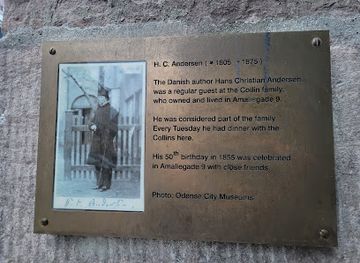 H. C. Andersen ( * 1805 - + 1875 )
The Danish author Hans Christian Andersen
was a regular guest at the Collin family,
who owned and lived in Amaliegade 9.
He was considered part of the family.
Every Tuesday he had dinner with the
Collins here.
His 50th birthday in 1855 was celebrated
in Amaliegade 9 with close friends.
Photo: Odense City Museums
H. C. Andersen